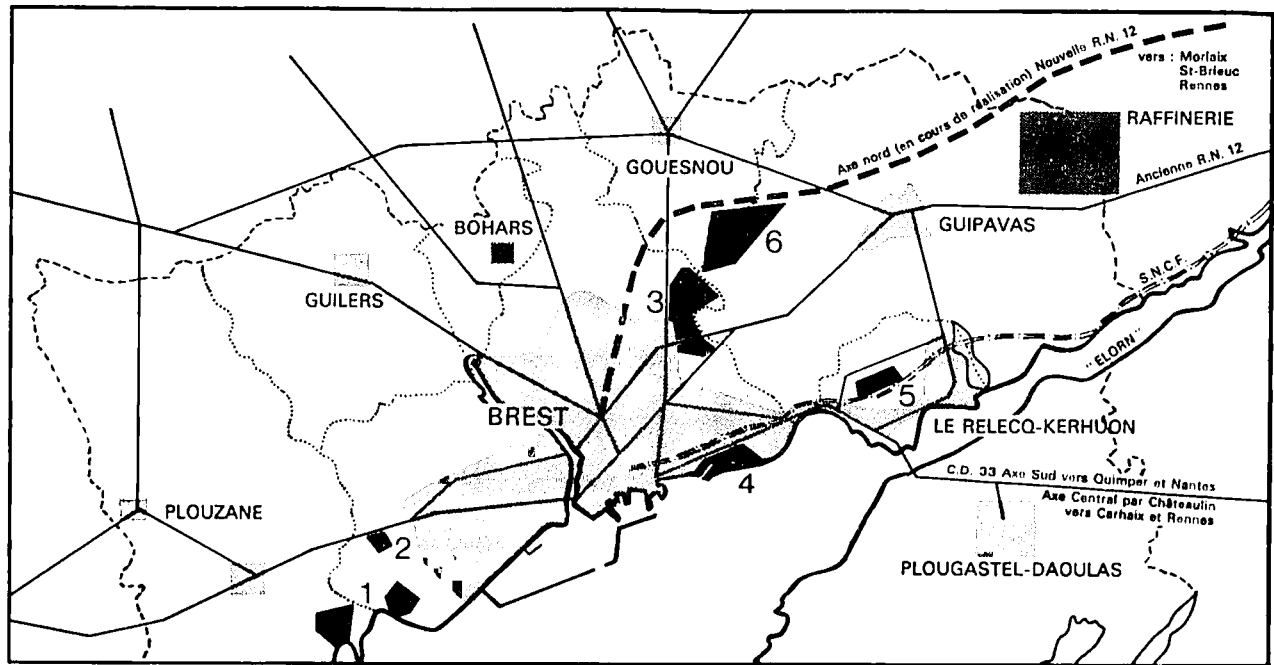 Axe nord (en cours de réalisation) Nouvelle R.N. 12
vers : Morlaix
St-Brieuc
Rennes
RAFFINERIE
Ancienne R.N. 12
GOUESNOU
BOHARS
6
GUIPAVAS
S.N.C.F.
GUILERS
3
"ELORN"
BREST
5
LE RELECQ-KERHUON
4
C.D. 33 Axe Sud vers Quimper et Nantes
Axe Central par Châteaulin
vers Carhaix et Rennes
PLOUZANE
2
PLOUGASTEL-DAOULAS
1